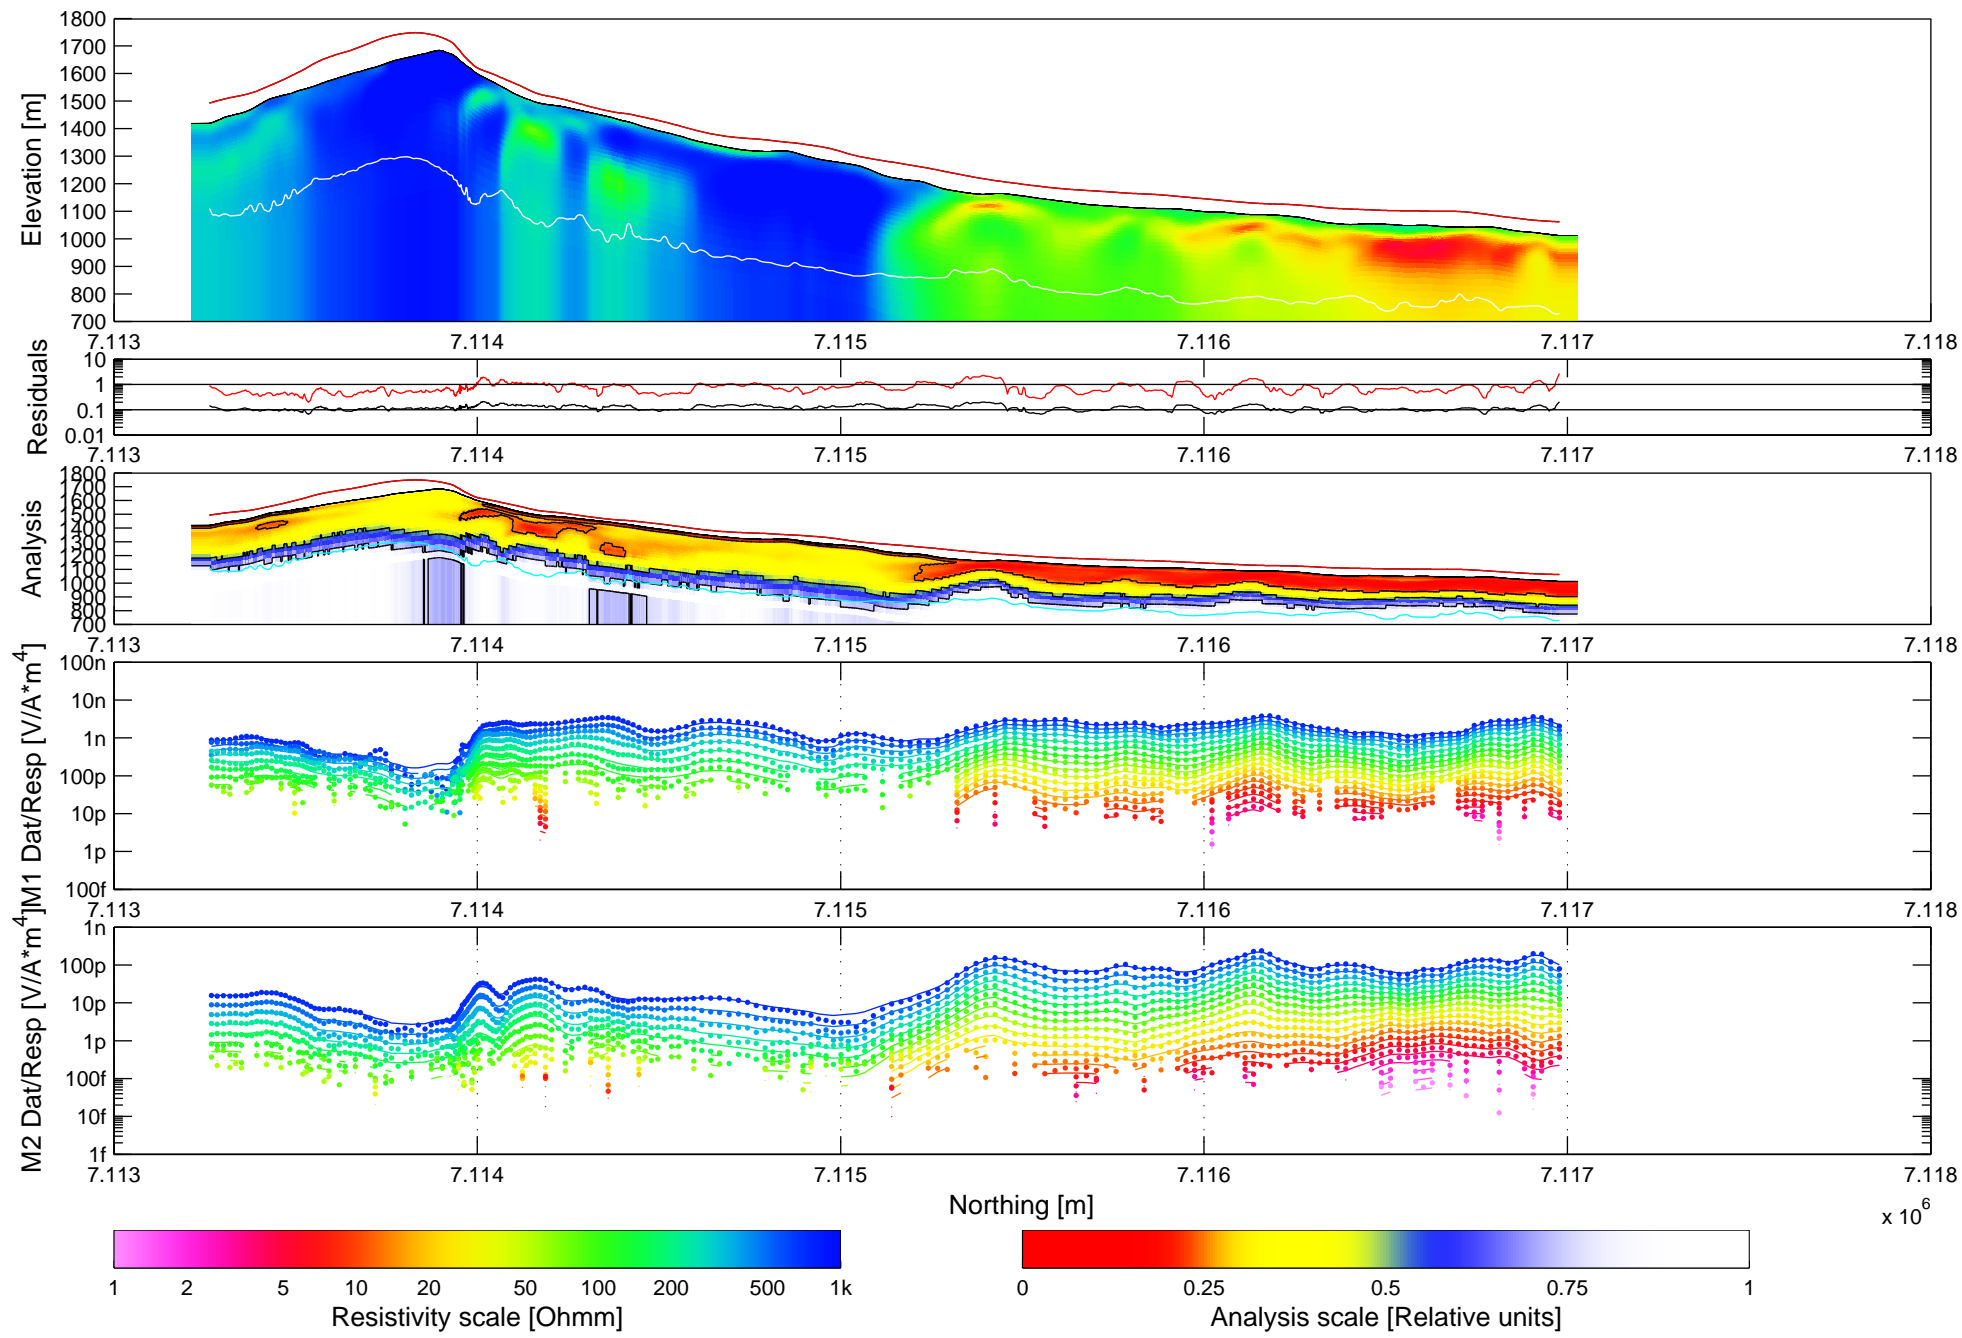 1800
1700
1600
1500
1400
1300
1200
1100
1000
900
800
700
Elevation [m]
7.113 7.114 7.115 7.116 7.117 7.118
10
1
0.1
0.01
Residuals
7.113 7.114 7.115 7.116 7.117 7.118
1800
1700
1600
1500
1400
1300
1200
1100
1000
900
800
700
Analysis
7.113 7.114 7.115 7.116 7.117 7.118
100n
10n
1n
100p
10p
1p
100f
M1 Dat/Resp [V/A*m^4]
7.113 7.114 7.115 7.116 7.117 7.118
1n
100p
10p
1p
100f
10f
1f
M2 Dat/Resp [V/A*m^4]
7.113 7.114 7.115 7.116 7.117 7.118
Northing [m]
x 10^6
1 2 5 10 20 50 100 200 500 1k
Resistivity scale [Ohmm]
0 0.25 0.5 0.75 1
Analysis scale [Relative units]